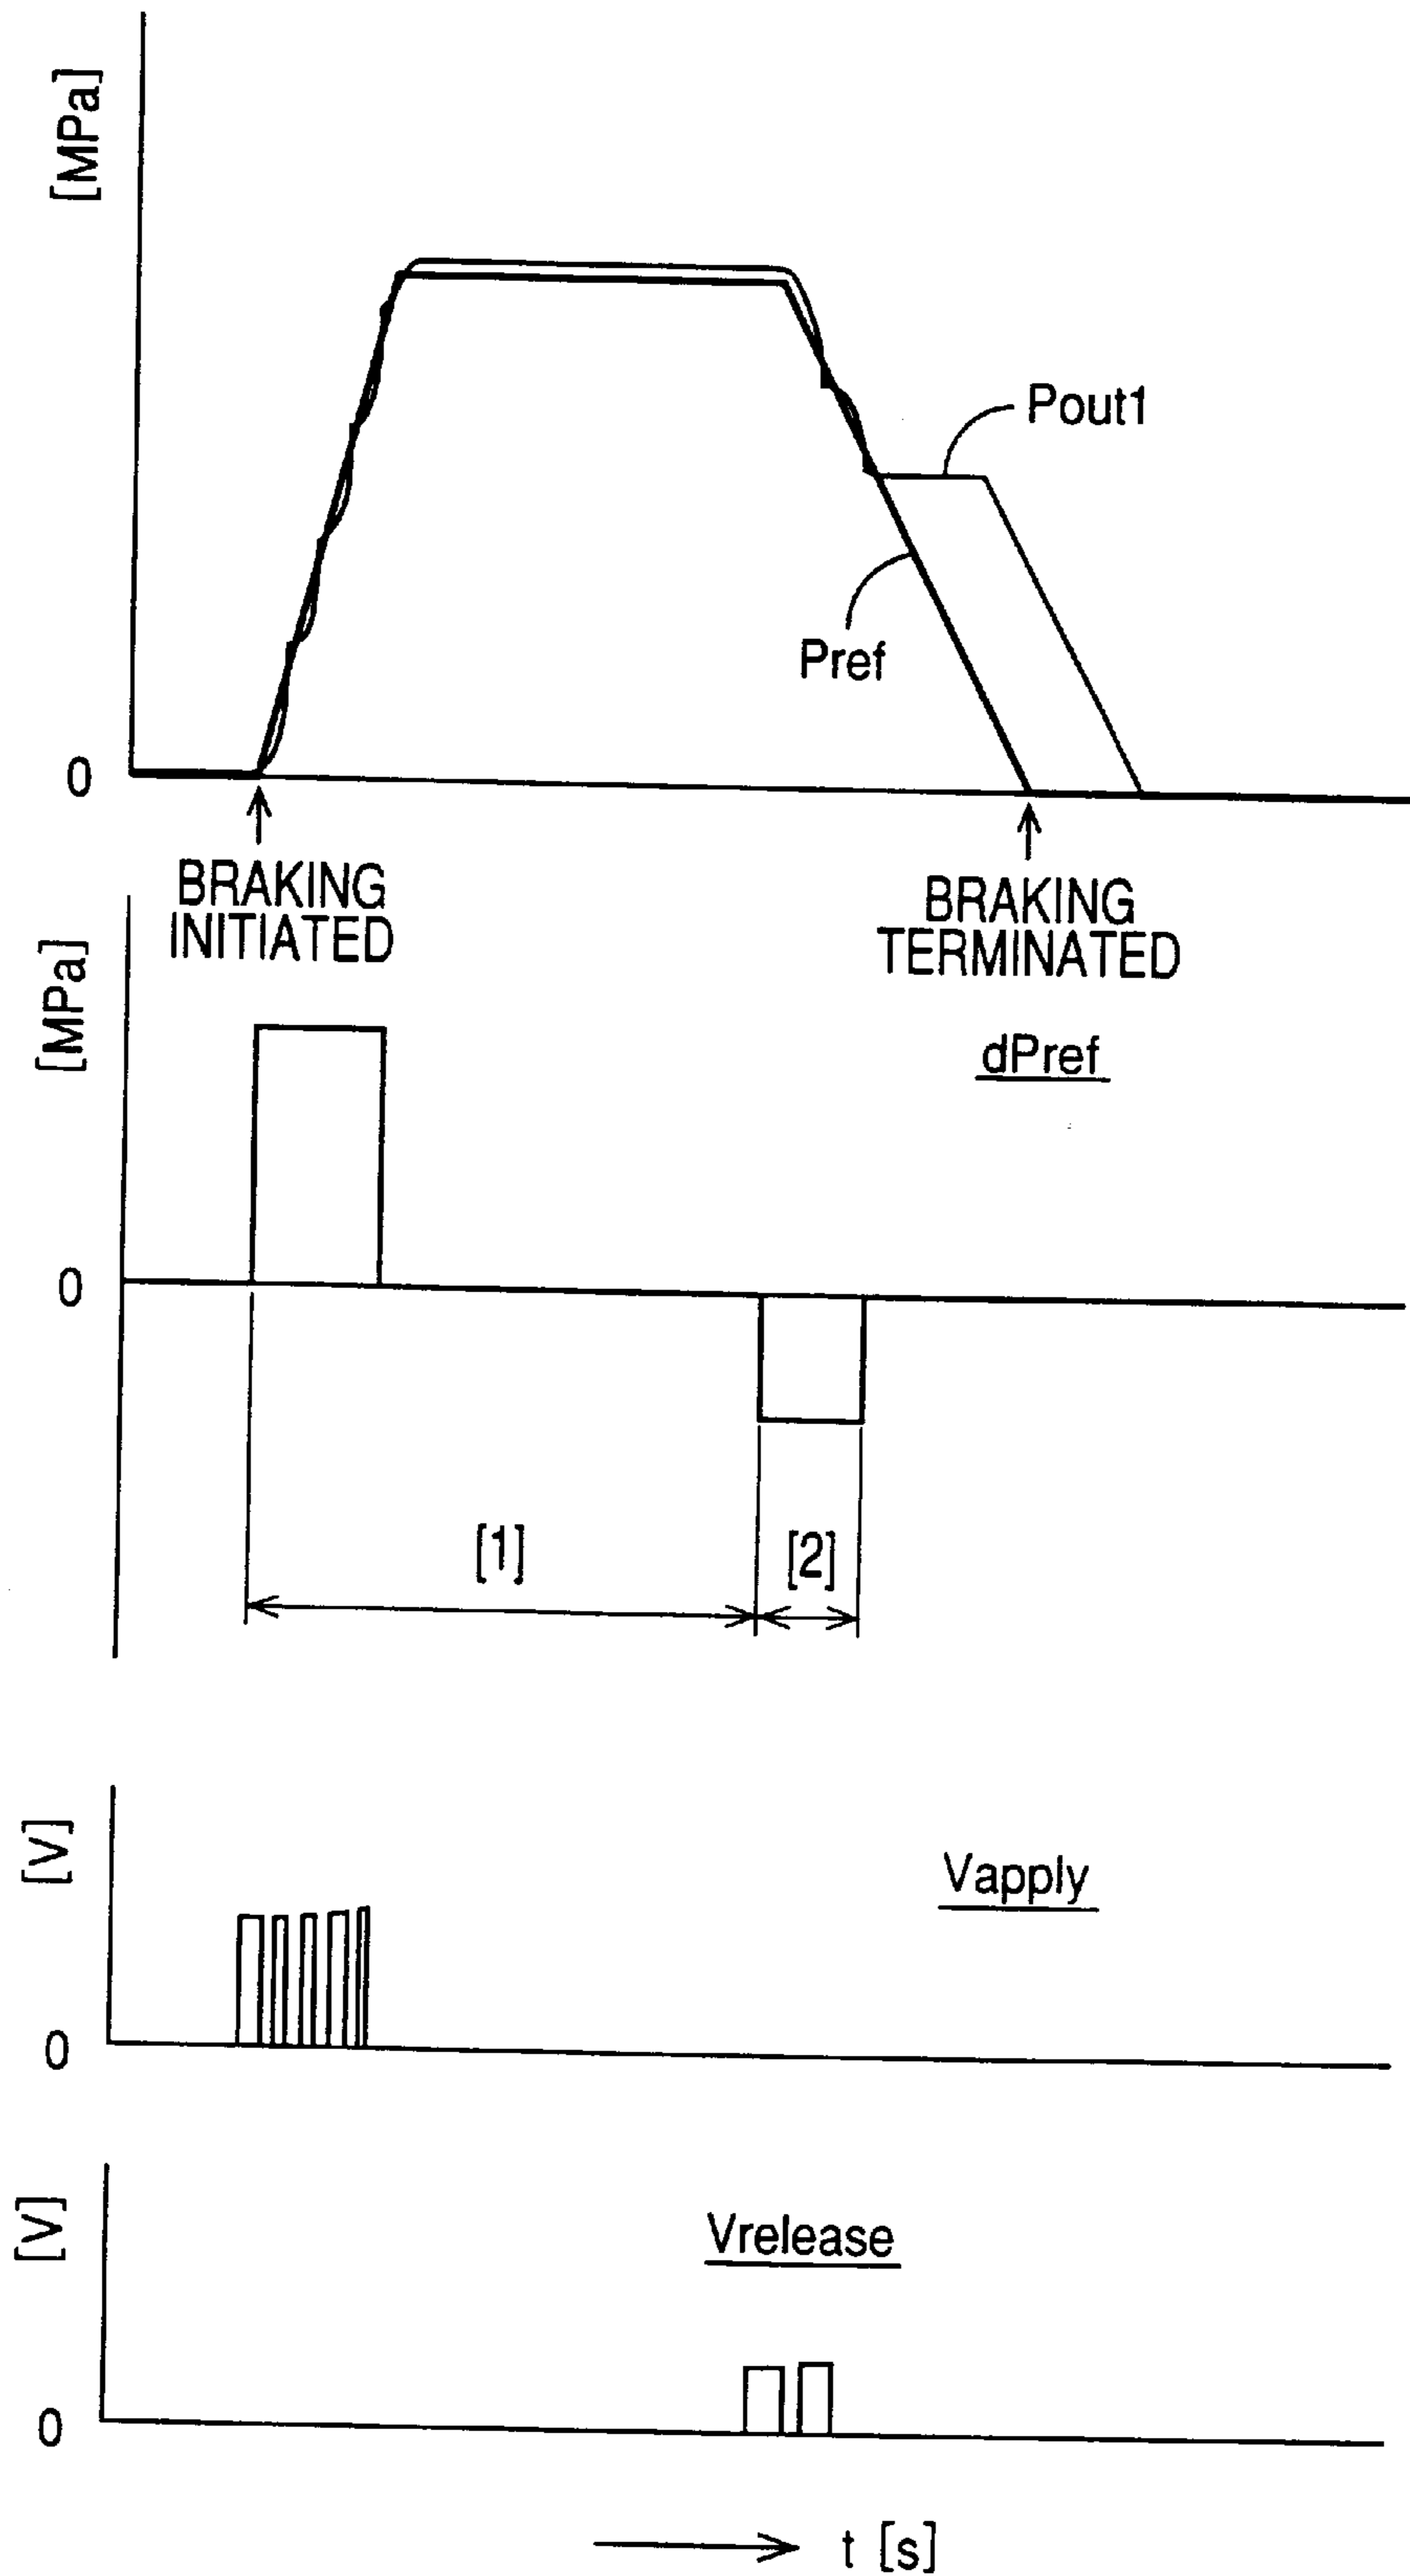 [MPa]
Pout1
Pref
0
BRAKING
INITIATED
BRAKING
TERMINATED
[MPa]
dPref
0
[1]
[2]
[V]
Vapply
0
[V]
Vrelease
0
t [s]